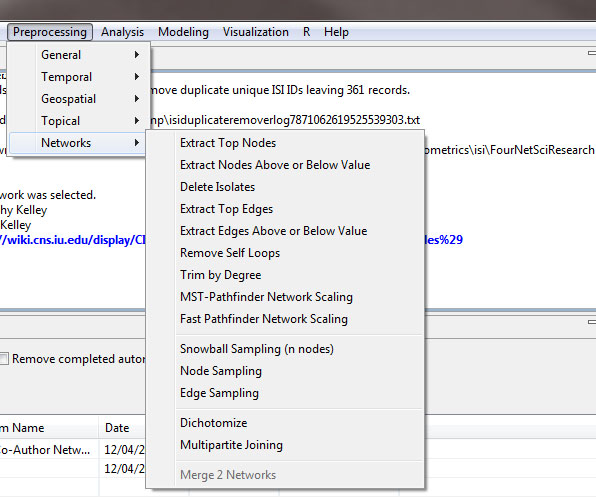 Preprocessing Analysis Modeling Visualization R Help
General
Temporal
move duplicate unique ISI IDs leaving 361 records.
Geospatial
Topical
mp\isiduplicateremoverlog7871062619525539303.txt
Networks
ometrics\isi\FourNetSciResearch
Extract Top Nodes
Extract Nodes Above or Below Value
Delete Isolates
work was selected.
Extract Top Edges
hy Kelley
Kelley
Extract Edges Above or Below Value
//wiki.cns.iu.edu/display/CI
les%29
Remove Self Loops
Trim by Degree
MST-Pathfinder Network Scaling
Fast Pathfinder Network Scaling
Snowball Sampling (n nodes)
Remove completed autor
Node Sampling
Edge Sampling
Dichotomize
m Name Date
Multipartite Joining
Co-Author Netw... 12/04/2
12/04/2
Merge 2 Networks